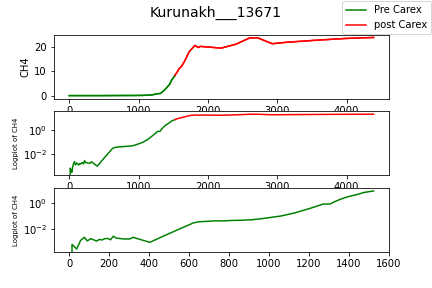 Kurunakh___13671
Pre Carex
post Carex
CH4
20
10
0
0 1000 2000 3000 4000
Logplot of CH4
10⁰
10⁻²
0 1000 2000 3000 4000
Logplot of CH4
10⁰
10⁻²
0 200 400 600 800 1000 1200 1400 1600